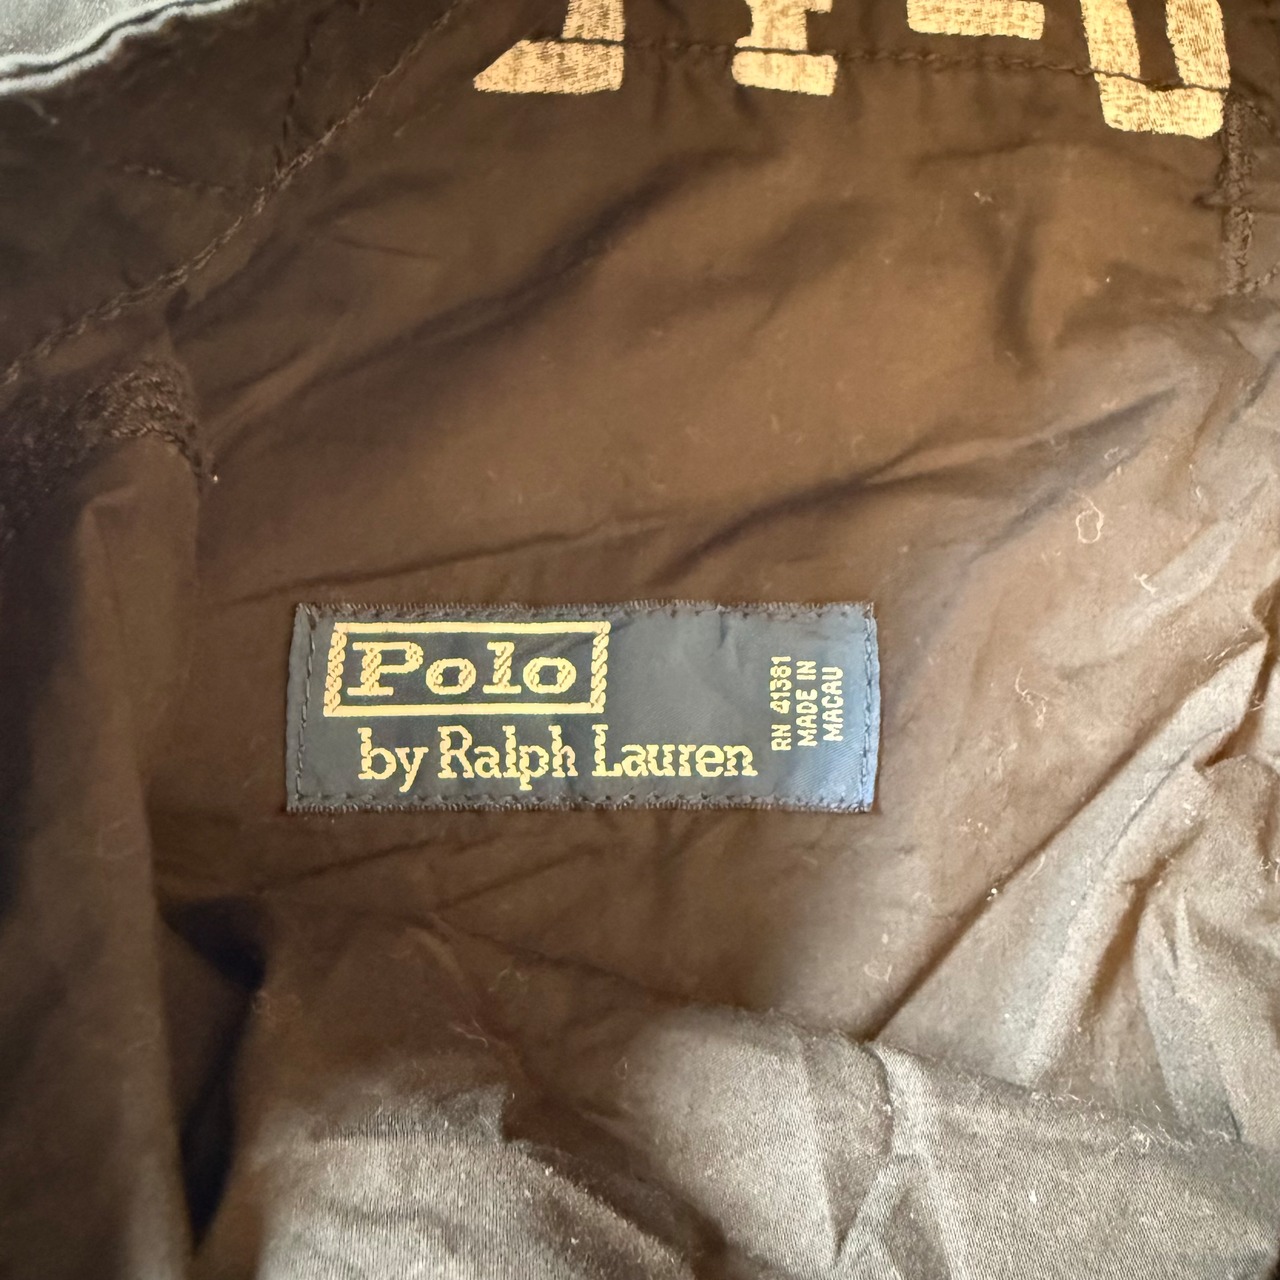 Polo
by Ralph Lauren
RN 41381
MADE IN
MACAU